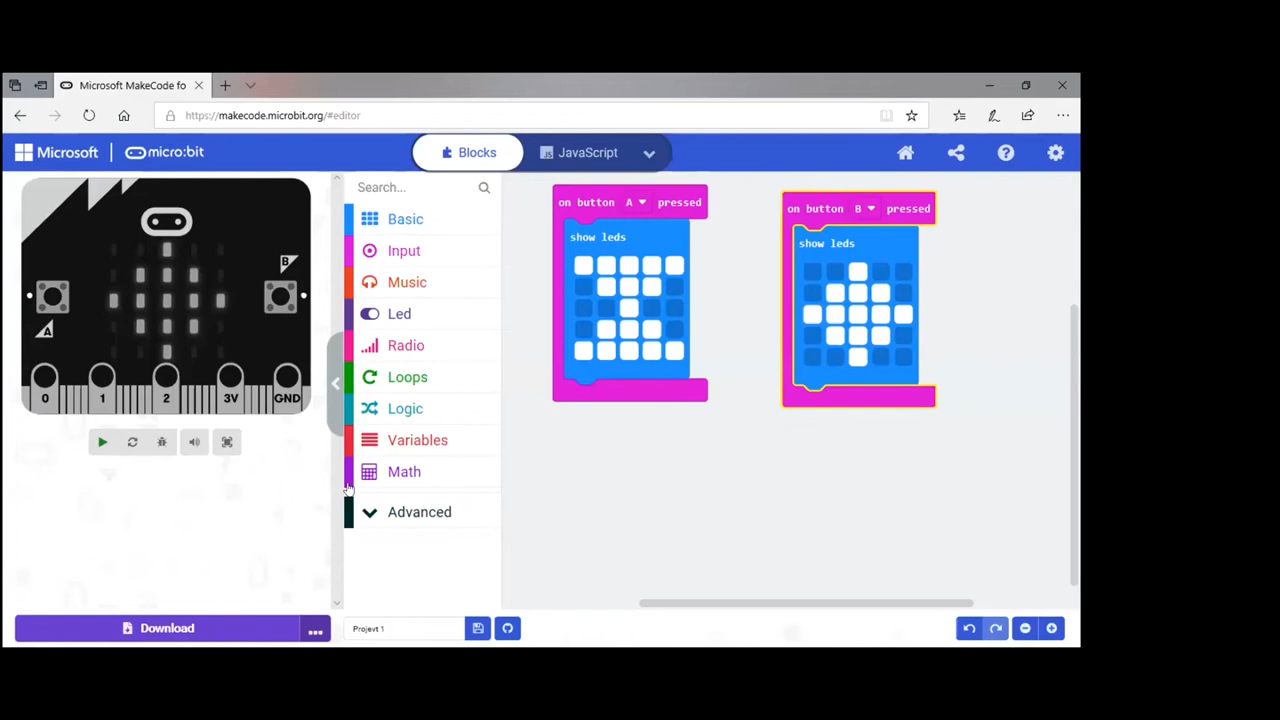 Microsoft MakeCode fo
https://makecode.microbit.org/#editor
Microsoft
micro:bit
Blocks
JS JavaScript
A
B
0 1 2 3V GND
Search...
Basic
Input
Music
Led
Radio
Loops
Logic
Variables
Math
Advanced
on button A pressed
show leds
on button B pressed
show leds
Download
...
Projevt 1